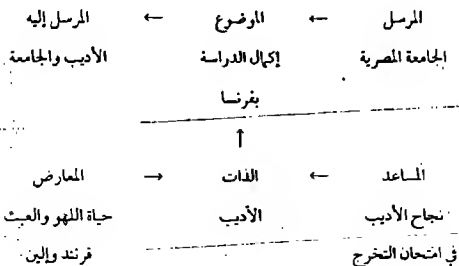 المرسل ← الموضوع ← المرسل إليه
الجامعة المصرية إكمال الدراسة الأديب والجامعة
بفرنسا
↑
المساعد ← الذات → المعارض
نجاح الأديب الأديب حياة اللهو والعبث
في امتحان التخرج فرنند وإلين